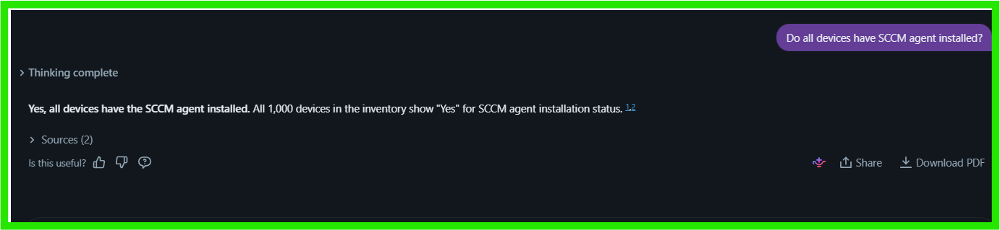 Do all devices have SCCM agent installed?
Thinking complete
Yes, all devices have the SCCM agent installed. All 1,000 devices in the inventory show "Yes" for SCCM agent installation status. 1,2
Sources (2)
Is this useful?
Share
Download PDF